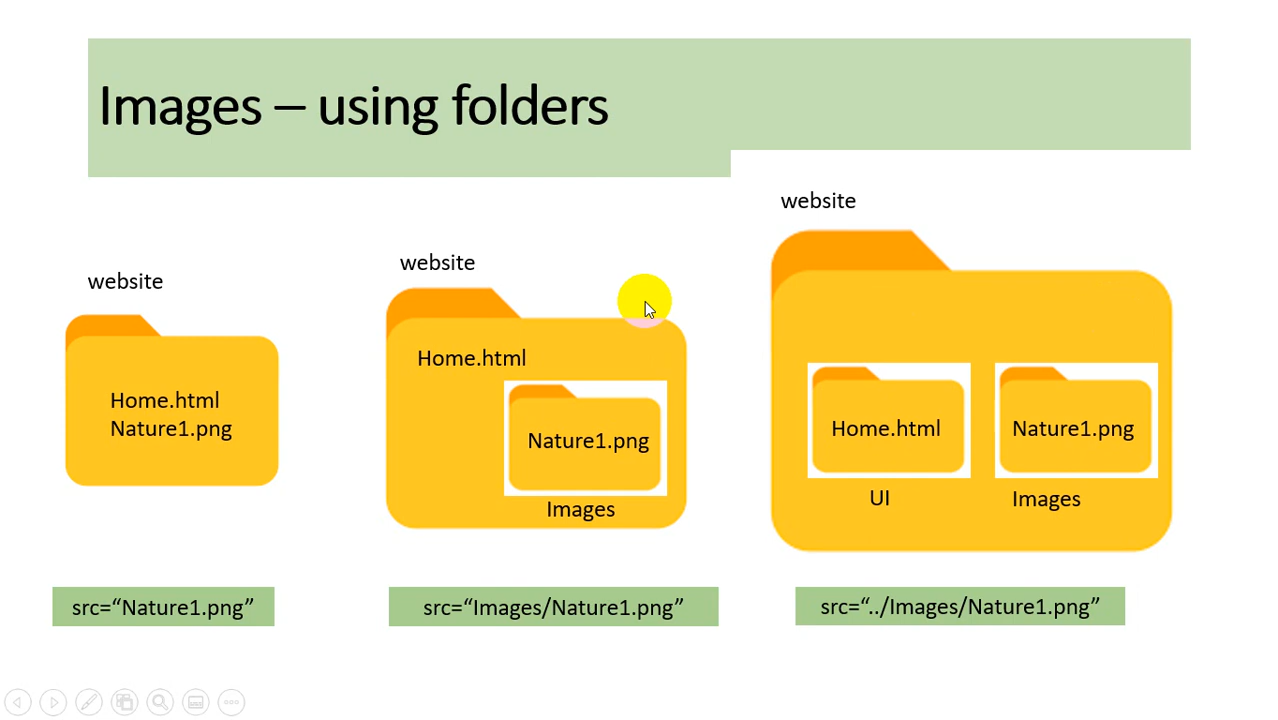 Images – using folders
website
Home.html
Nature1.png
src=“Nature1.png”
website
Home.html
Nature1.png
Images
src=“Images/Nature1.png”
website
Home.html
Nature1.png
UI
Images
src=“../Images/Nature1.png”